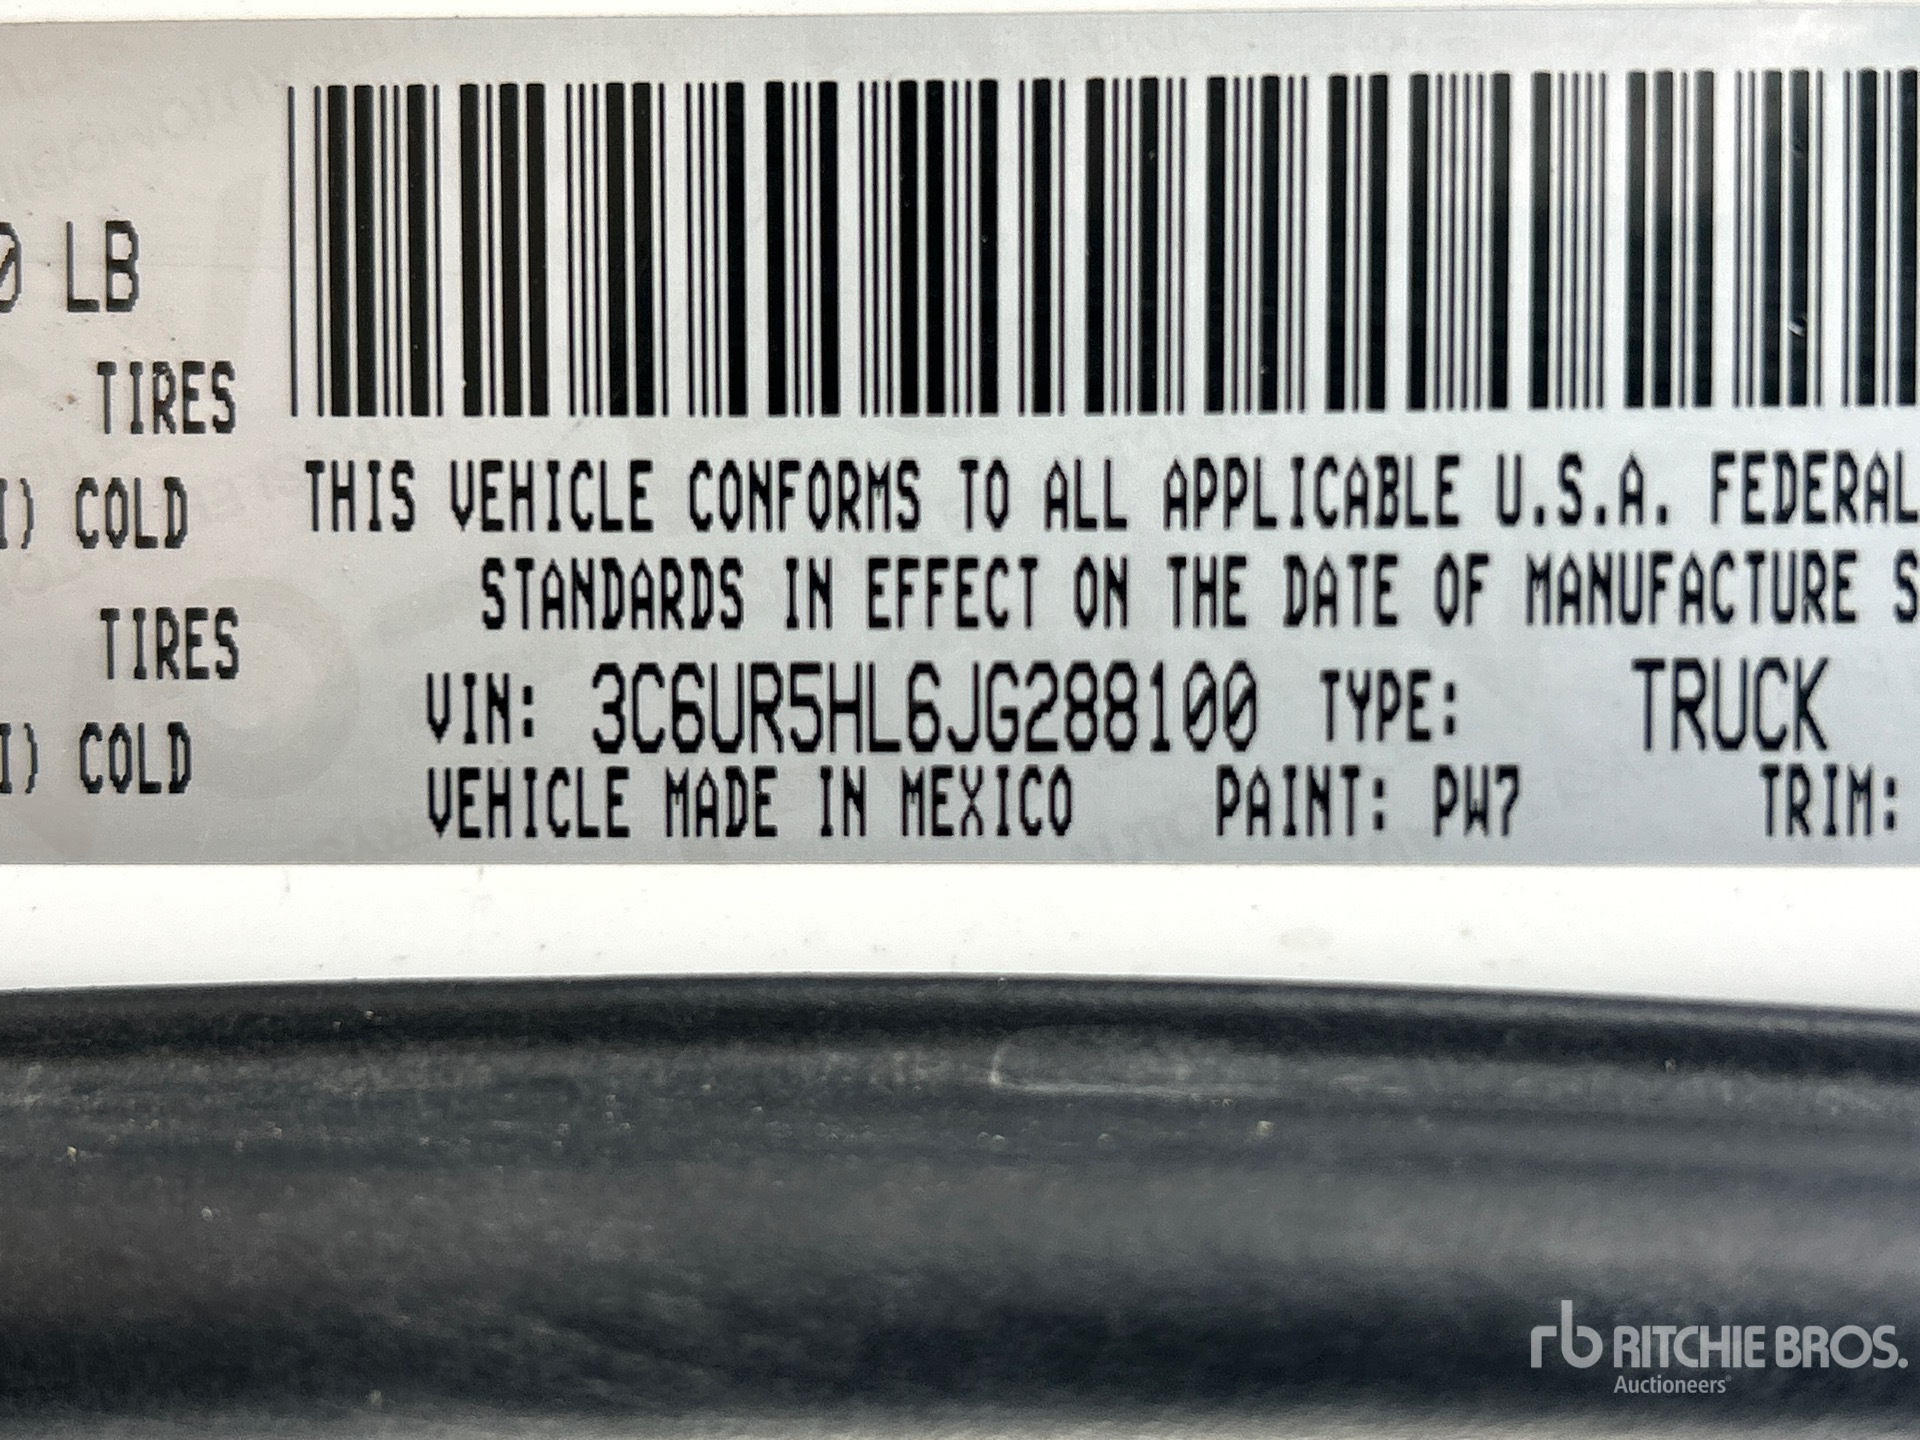 0 LB
TIRES
I) COLD
TIRES
I) COLD
THIS VEHICLE CONFORMS TO ALL APPLICABLE U.S.A. FEDERAL
STANDARDS IN EFFECT ON THE DATE OF MANUFACTURE S
VIN: 3C6UR5HL6JG288100 TYPE: TRUCK
VEHICLE MADE IN MEXICO PAINT: PW7 TRIM:
rb RITCHIE BROS.
Auctioneers